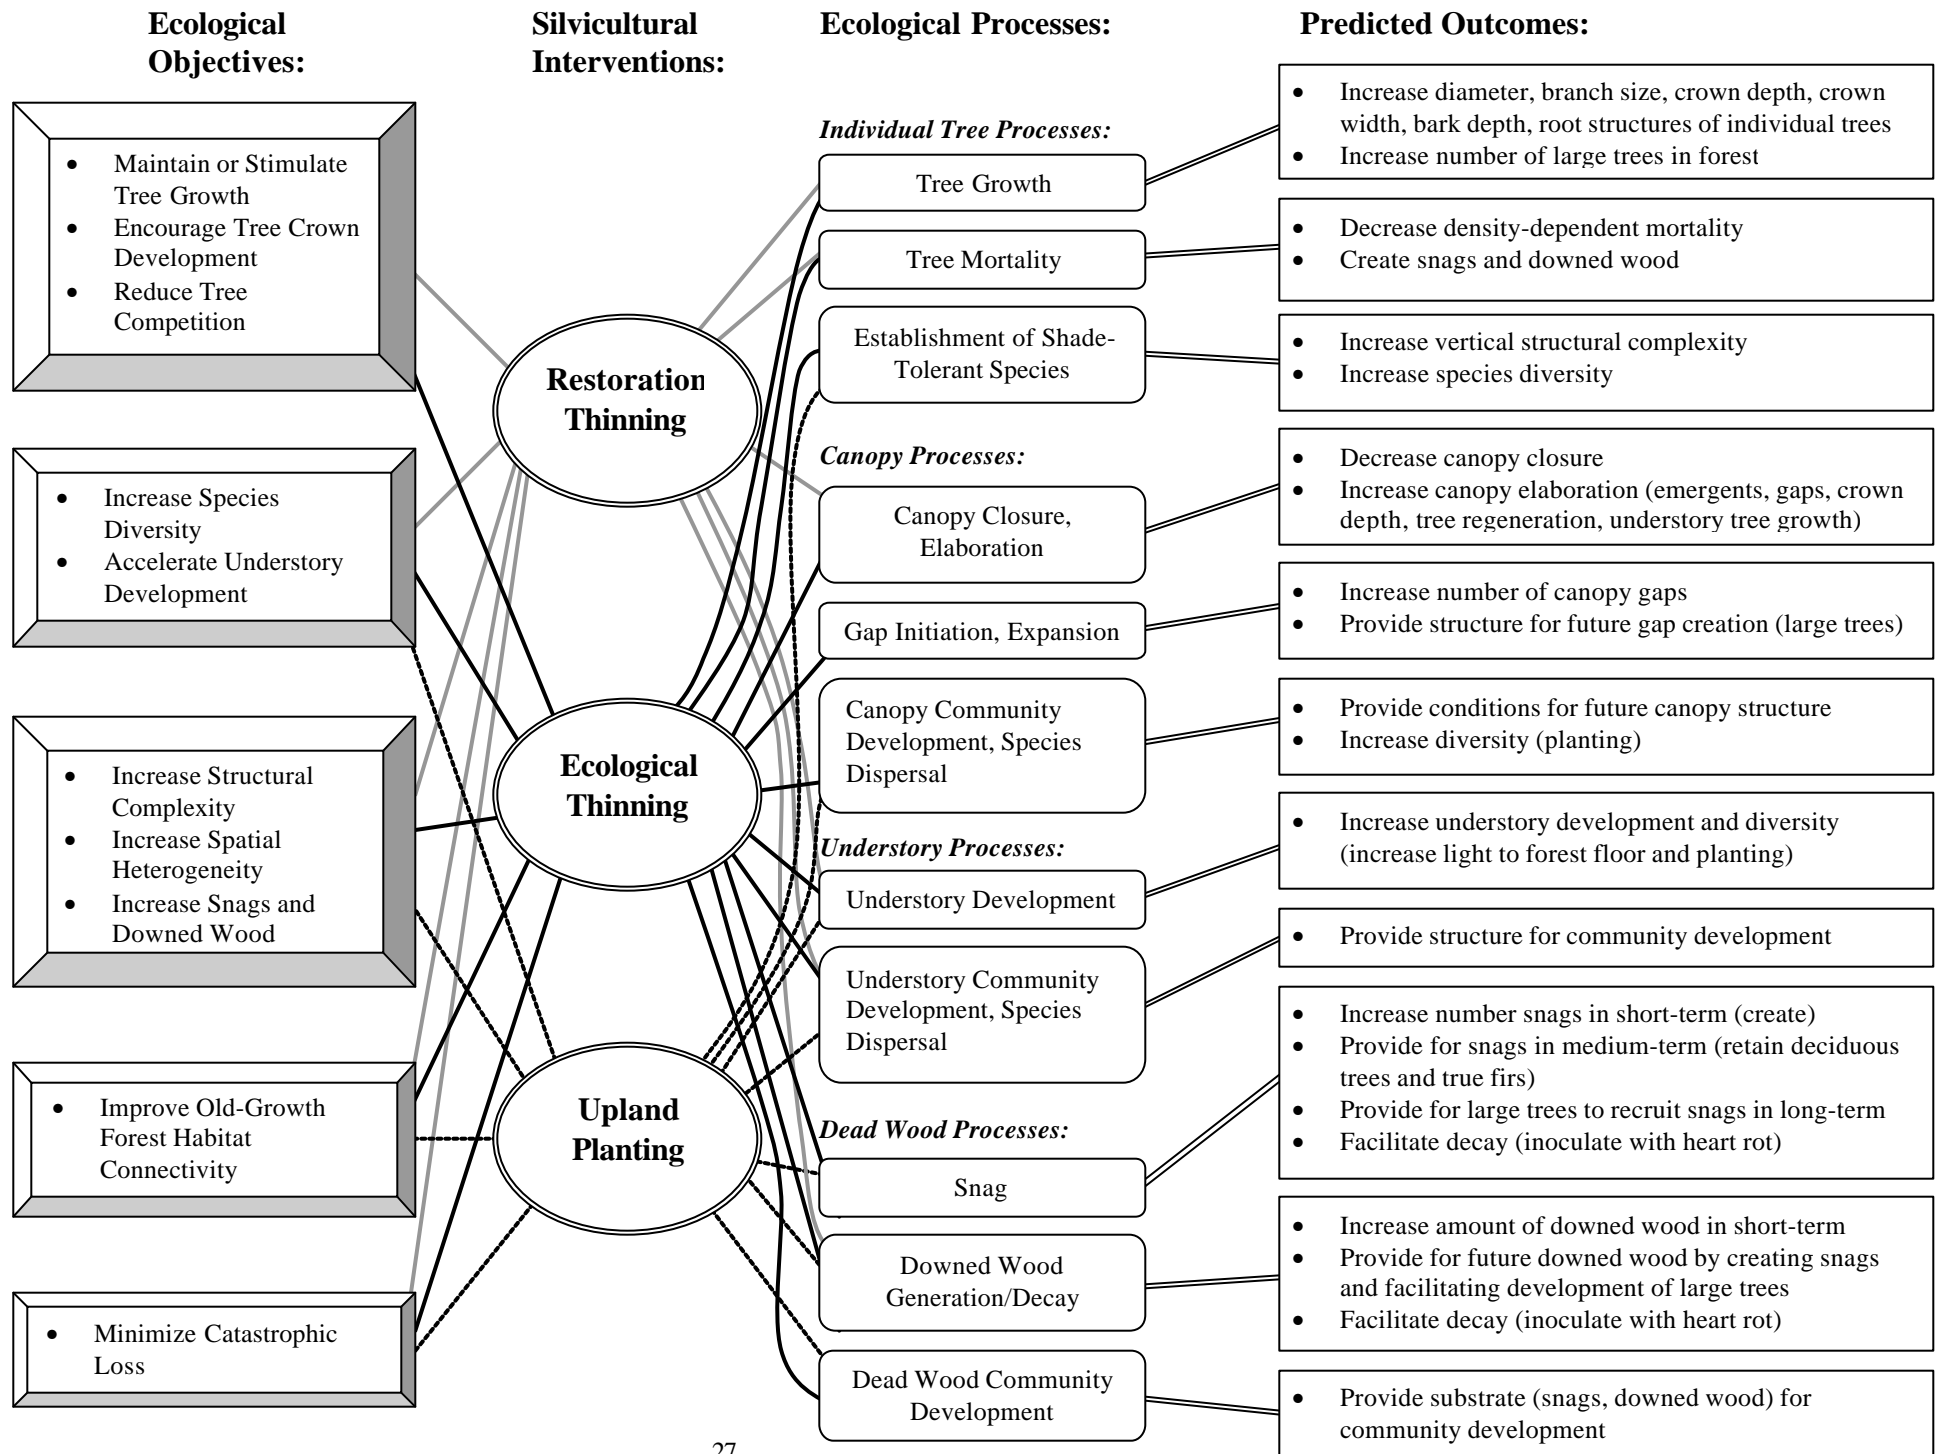 Ecological
Objectives:
Silvicultural
Interventions:
Ecological Processes:
Predicted Outcomes:
• Maintain or Stimulate
Tree Growth
• Encourage Tree Crown
Development
• Reduce Tree
Competition
• Increase Species
Diversity
• Accelerate Understory
Development
• Increase Structural
Complexity
• Increase Spatial
Heterogeneity
• Increase Snags and
Downed Wood
• Improve Old-Growth
Forest Habitat
Connectivity
• Minimize Catastrophic
Loss
Restoration
Thinning
Ecological
Thinning
Upland
Planting
Individual Tree Processes:
Tree Growth
Tree Mortality
Establishment of Shade-
Tolerant Species
Canopy Processes:
Canopy Closure,
Elaboration
Gap Initiation, Expansion
Canopy Community
Development, Species
Dispersal
Understory Processes:
Understory Development
Understory Community
Development, Species
Dispersal
Dead Wood Processes:
Snag
Downed Wood
Generation/Decay
Dead Wood Community
Development
• Increase diameter, branch size, crown depth, crown
width, bark depth, root structures of individual trees
• Increase number of large trees in forest
• Decrease density-dependent mortality
• Create snags and downed wood
• Increase vertical structural complexity
• Increase species diversity
• Decrease canopy closure
• Increase canopy elaboration (emergents, gaps, crown
depth, tree regeneration, understory tree growth)
• Increase number of canopy gaps
• Provide structure for future gap creation (large trees)
• Provide conditions for future canopy structure
• Increase diversity (planting)
• Increase understory development and diversity
(increase light to forest floor and planting)
• Provide structure for community development
• Increase number snags in short-term (create)
• Provide for snags in medium-term (retain deciduous
trees and true firs)
• Provide for large trees to recruit snags in long-term
• Facilitate decay (inoculate with heart rot)
• Increase amount of downed wood in short-term
• Provide for future downed wood by creating snags
and facilitating development of large trees
• Facilitate decay (inoculate with heart rot)
• Provide substrate (snags, downed wood) for
community development
27